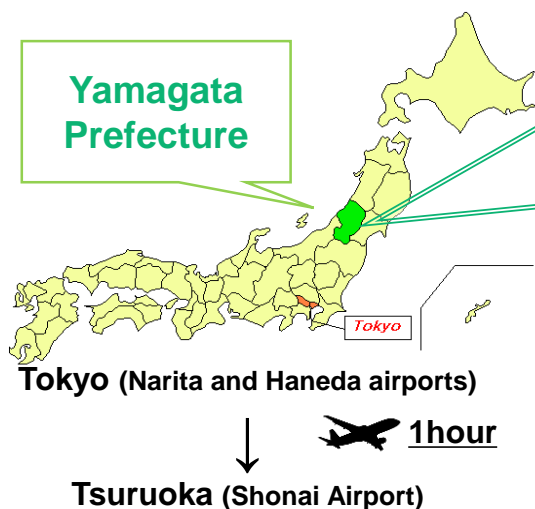 Yamagata
Prefecture
Tokyo
Tokyo (Narita and Haneda airports)
1hour
Tsuruoka (Shonai Airport)